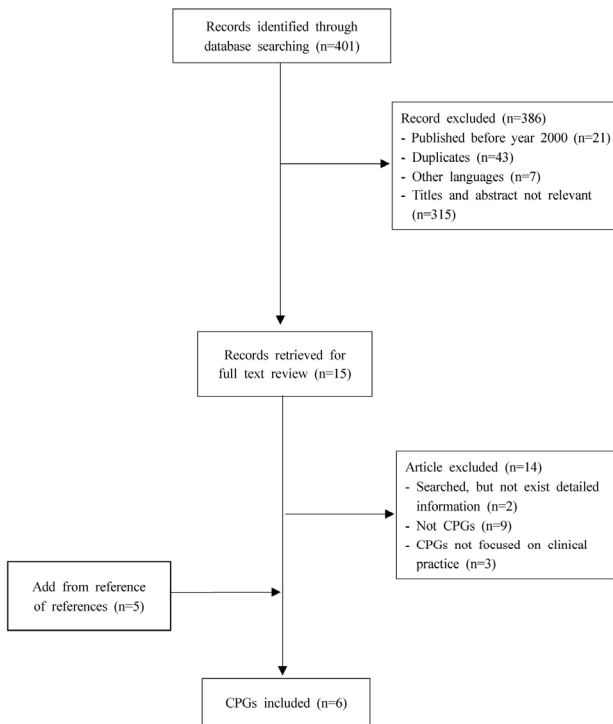 Records identified through
database searching (n=401)
Record excluded (n=386)
- Published before year 2000 (n=21)
- Duplicates (n=43)
- Other languages (n=7)
- Titles and abstract not relevant
(n=315)
Records retrieved for
full text review (n=15)
Article excluded (n=14)
- Searched, but not exist detailed
information (n=2)
- Not CPGs (n=9)
- CPGs not focused on clinical
practice (n=3)
Add from reference
of references (n=5)
CPGs included (n=6)